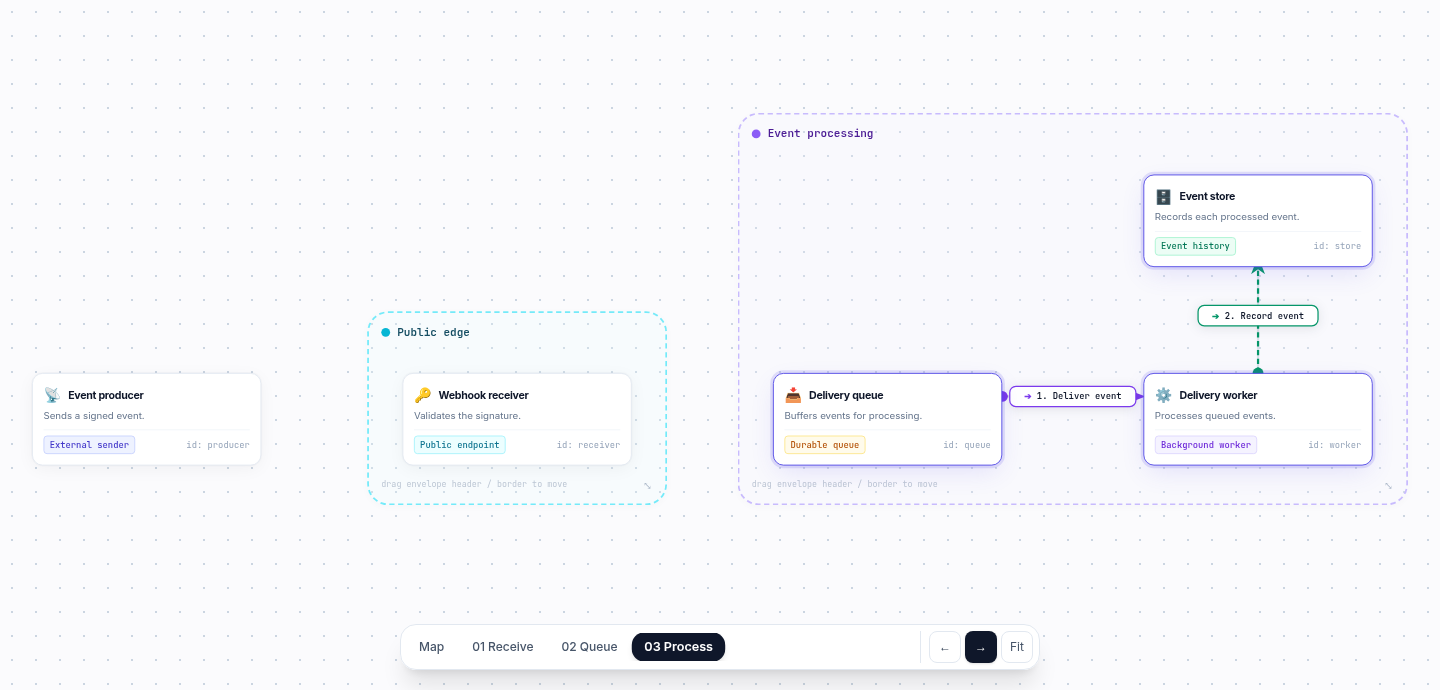 Event processing
Event store
Records each processed event.
Event history
id: store
➔ 2. Record event
Public edge
Event producer
Sends a signed event.
External sender
id: producer
Webhook receiver
Validates the signature.
Public endpoint
id: receiver
drag envelope header / border to move
Delivery queue
Buffers events for processing.
Durable queue
id: queue
➔ 1. Deliver event
Delivery worker
Processes queued events.
Background worker
id: worker
drag envelope header / border to move
Map
01 Receive
02 Queue
03 Process
←
→
Fit